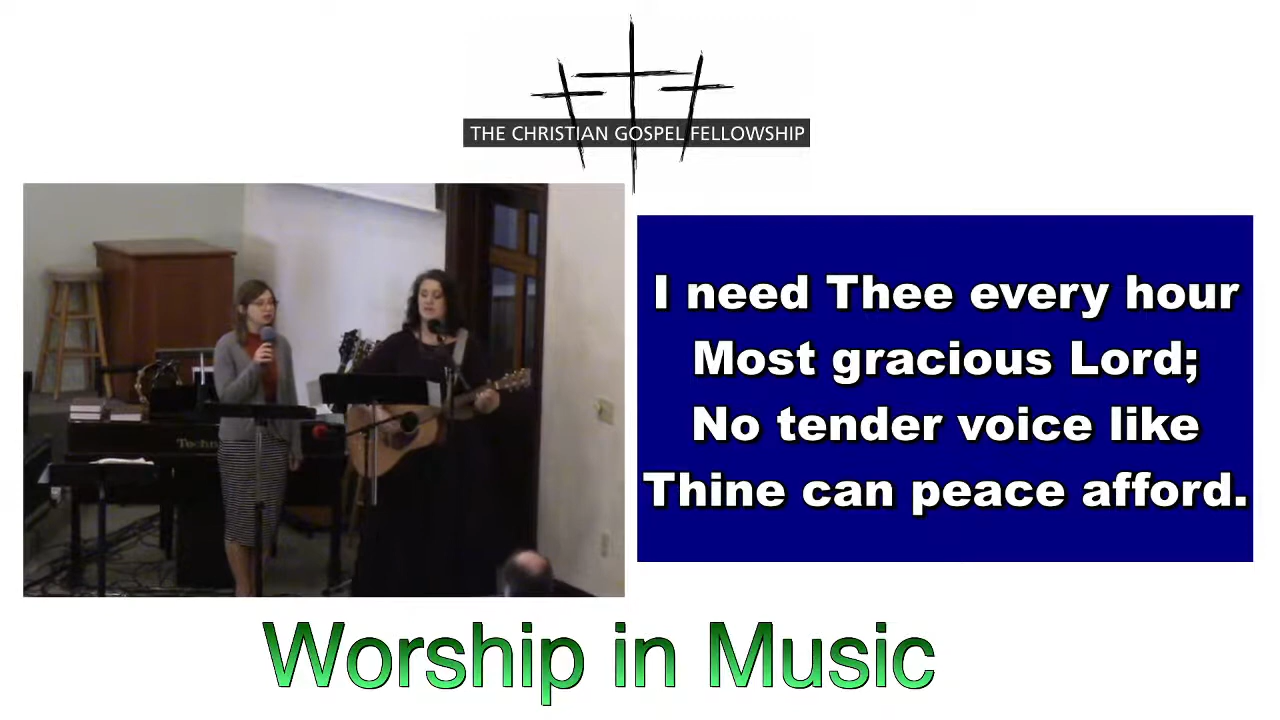 THE CHRISTIAN GOSPEL FELLOWSHIP
I need Thee every hour
Most gracious Lord;
No tender voice like
Thine can peace afford.
Techn
Worship in Music